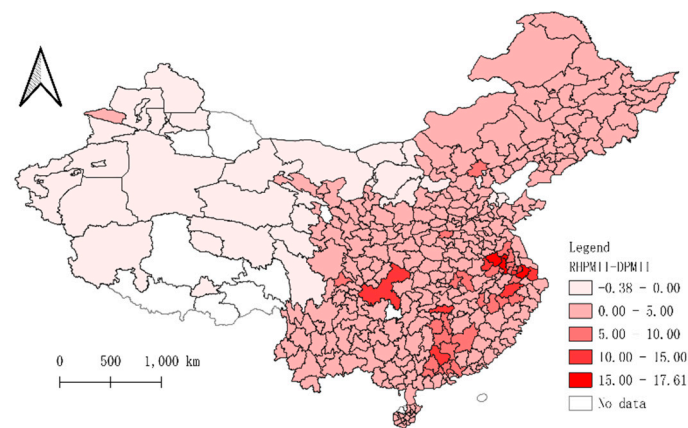 Legend
RHPMII-DPMII
-0.38 - 0.00
0.00 - 5.00
5.00 - 10.00
10.00 - 15.00
15.00 - 17.61
No data
0 500 1,000 km